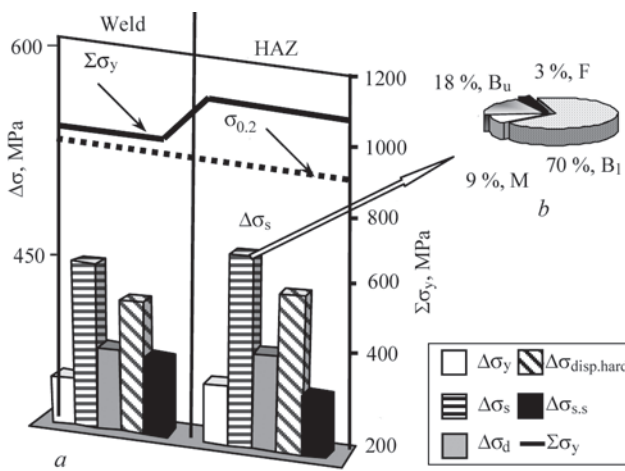 Weld
HAZ
600
450
Δσ, MPa
Σσy
σ0.2
Δσs
1200
1000
800
600
400
200
Σσy, MPa
a
18 %, Bu
3 %, F
70 %, Bl
9 %, M
b
Δσy
Δσdisp.hard
Δσs
Δσs.s
Δσd
Σσy